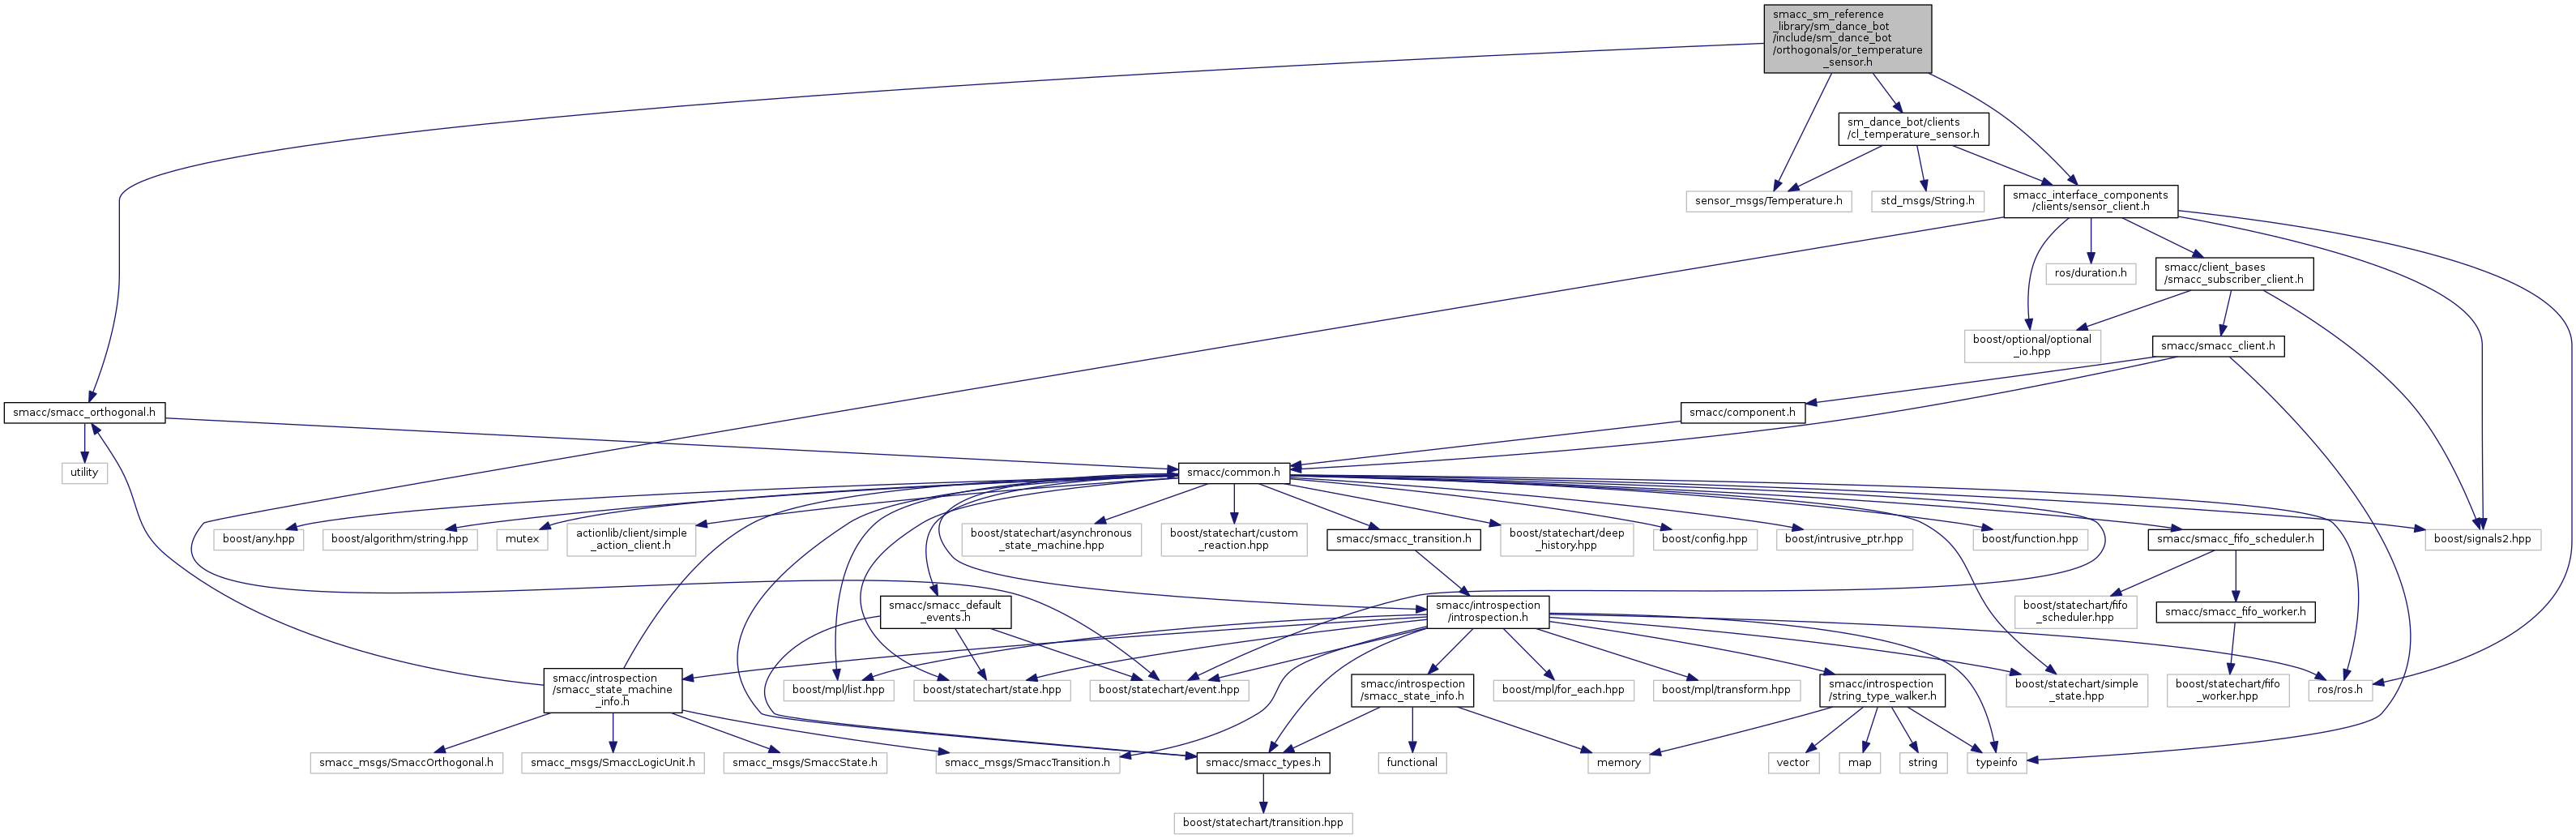 smacc_sm_reference
_library/sm_dance_bot
/include/sm_dance_bot
/orthogonals/or_temperature
_sensor.h
sm_dance_bot/clients
/cl_temperature_sensor.h
sensor_msgs/Temperature.h
std_msgs/String.h
smacc_interface_components
/clients/sensor_client.h
ros/duration.h
smacc/client_bases
/smacc_subscriber_client.h
boost/optional/optional
_io.hpp
smacc/smacc_client.h
smacc/smacc_orthogonal.h
smacc/component.h
utility
smacc/common.h
boost/any.hpp
boost/algorithm/string.hpp
mutex
actionlib/client/simple
_action_client.h
boost/statechart/asynchronous
_state_machine.hpp
boost/statechart/custom
_reaction.hpp
smacc/smacc_transition.h
boost/statechart/deep
_history.hpp
boost/config.hpp
boost/intrusive_ptr.hpp
boost/function.hpp
smacc/smacc_fifo_scheduler.h
boost/signals2.hpp
smacc/smacc_default
_events.h
smacc/introspection
/introspection.h
boost/statechart/fifo
_scheduler.hpp
smacc/smacc_fifo_worker.h
smacc/introspection
/smacc_state_machine
_info.h
boost/mpl/list.hpp
boost/statechart/state.hpp
boost/statechart/event.hpp
smacc/introspection
/smacc_state_info.h
boost/mpl/for_each.hpp
boost/mpl/transform.hpp
smacc/introspection
/string_type_walker.h
boost/statechart/simple
_state.hpp
boost/statechart/fifo
_worker.hpp
ros/ros.h
smacc_msgs/SmaccOrthogonal.h
smacc_msgs/SmaccLogicUnit.h
smacc_msgs/SmaccState.h
smacc_msgs/SmaccTransition.h
smacc/smacc_types.h
functional
memory
vector
map
string
typeinfo
boost/statechart/transition.hpp